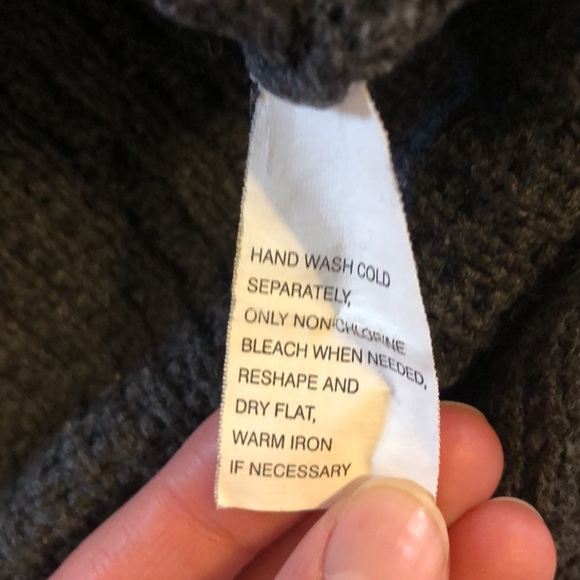 HAND WASH COLD
SEPARATELY,
ONLY NON-CHLORINE
BLEACH WHEN NEEDED,
RESHAPE AND
DRY FLAT,
WARM IRON
IF NECESSARY